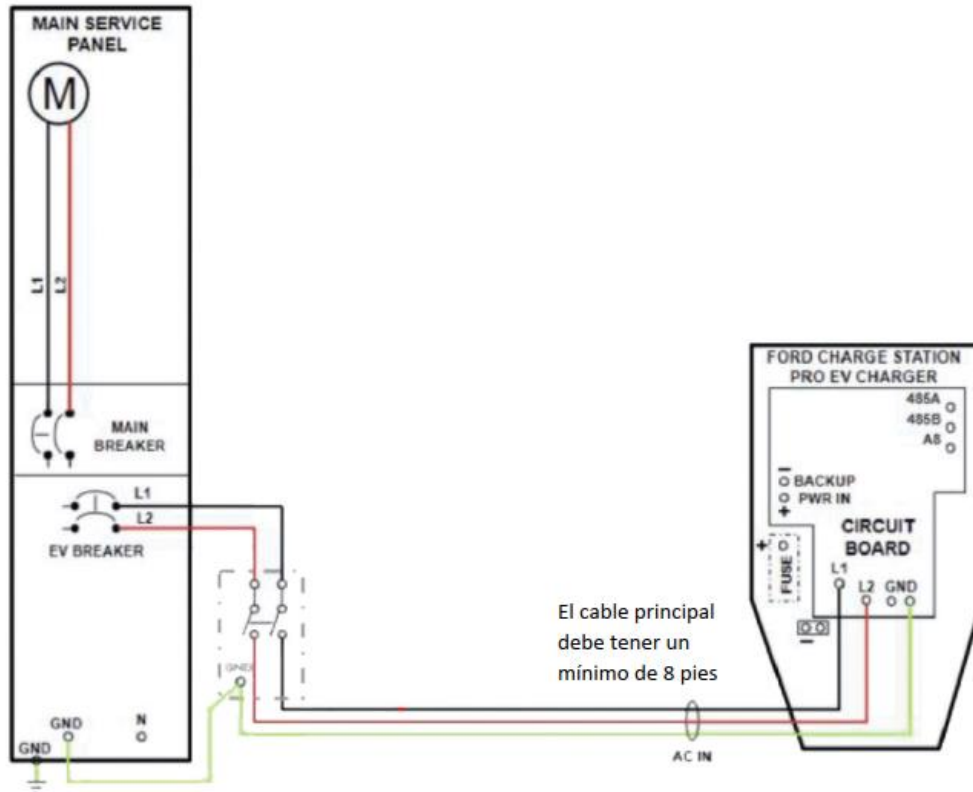 MAIN SERVICE
PANEL
M
L1
L2
MAIN
BREAKER
L1
L2
EV BREAKER
GND
GND
N
GND
El cable principal
debe tener un
mínimo de 8 pies
AC IN
FORD CHARGE STATION
PRO EV CHARGER
485A
485B
A8
−
BACKUP
PWR IN
+
CIRCUIT
BOARD
+
FUSE
L1
L2 GND
−